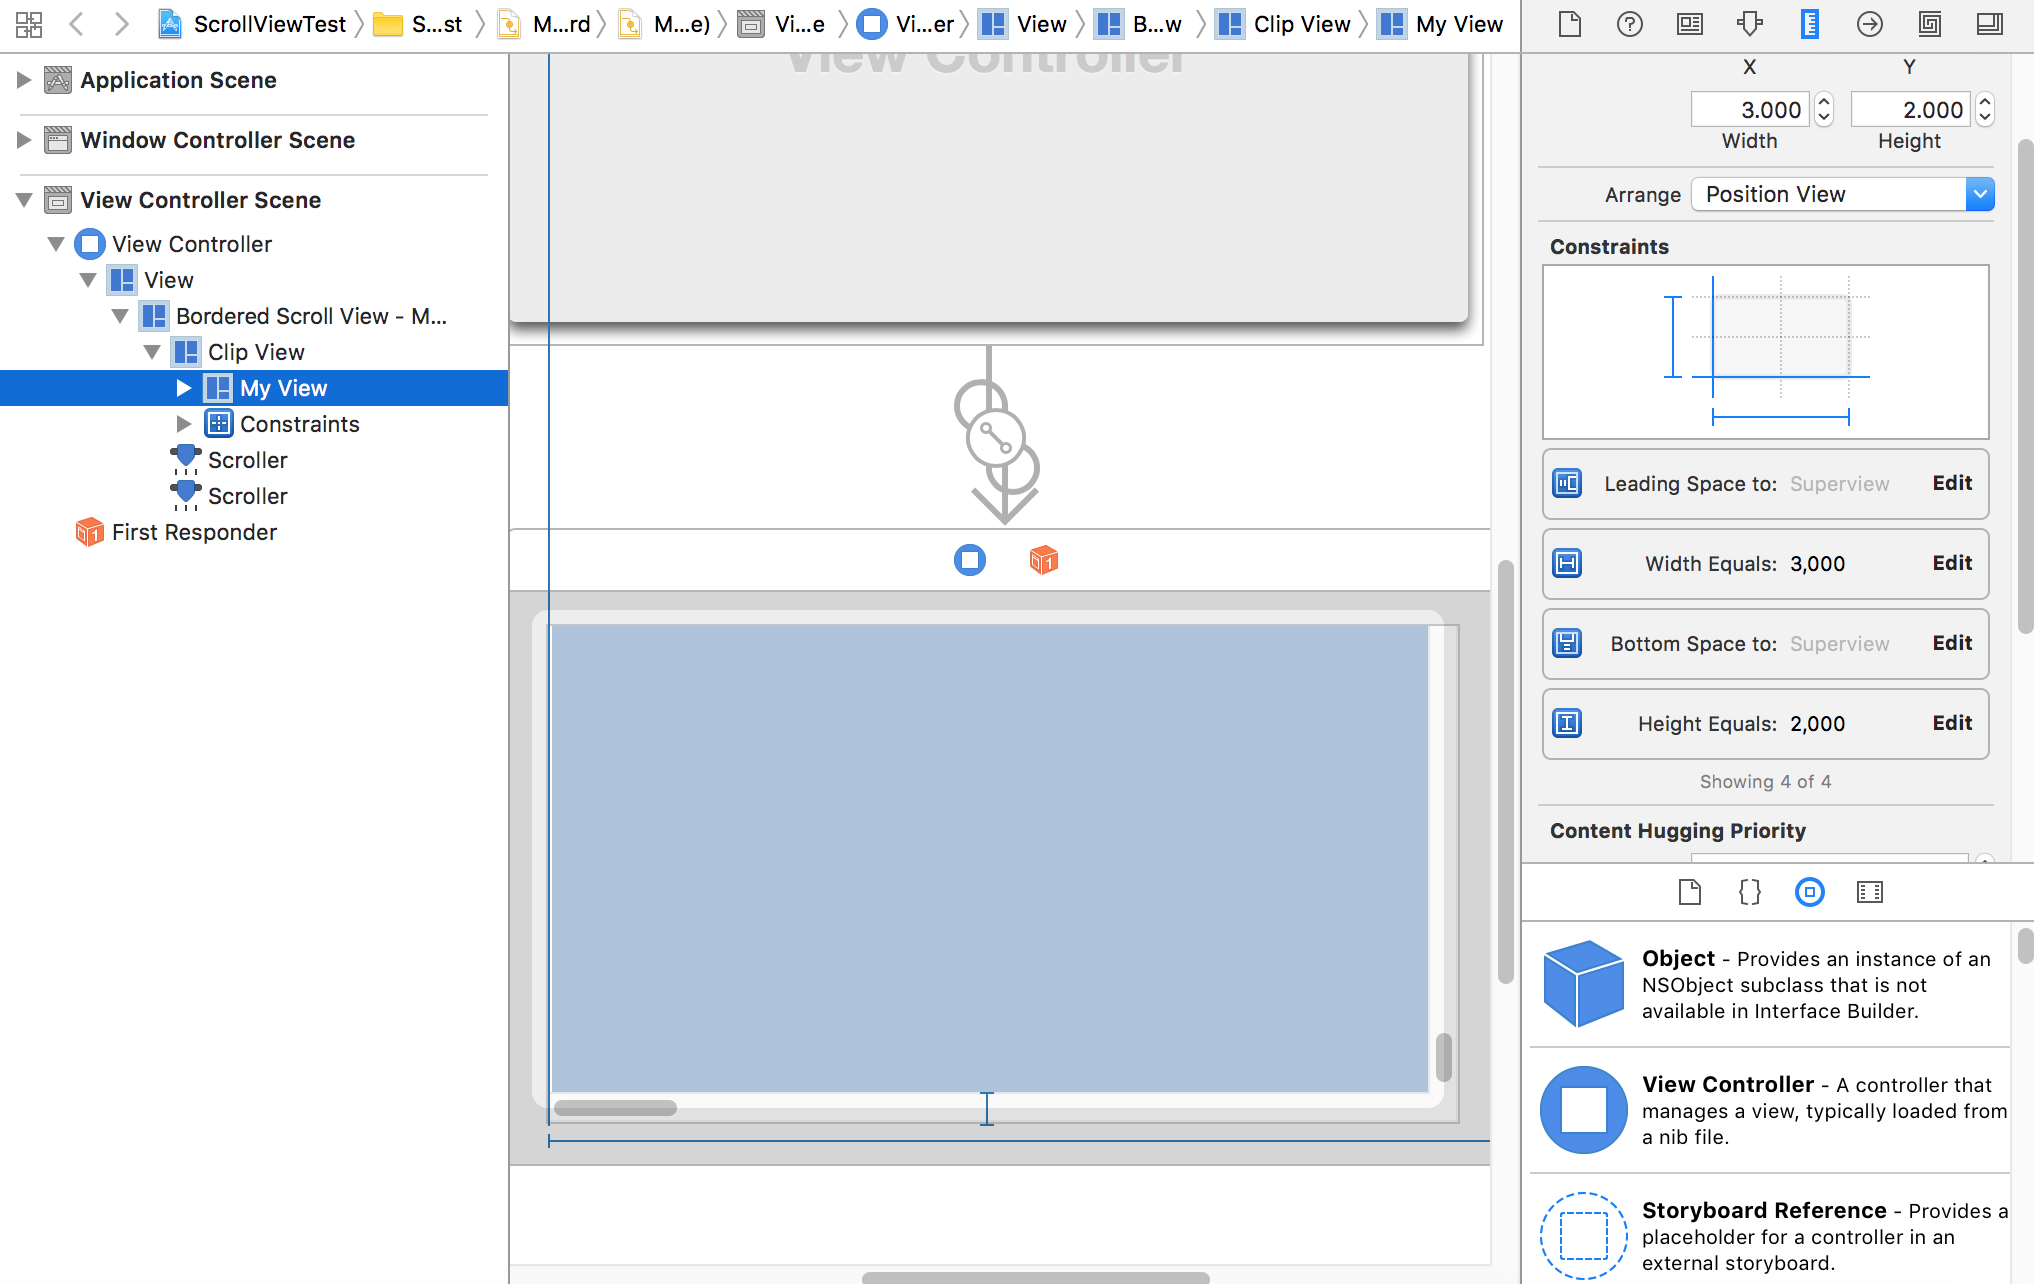 ScrollViewTest
S...st
M...rd
M...e)
Vi...e
Vi...er
View
B...w
Clip View
My View
Application Scene
Window Controller Scene
View Controller Scene
View Controller
View
Bordered Scroll View - M...
Clip View
My View
Constraints
Scroller
Scroller
1 First Responder
View Controller
1
X Y
3.000 2.000
Width Height
Arrange Position View
Constraints
Leading Space to: Superview Edit
Width Equals: 3,000 Edit
Bottom Space to: Superview Edit
Height Equals: 2,000 Edit
Showing 4 of 4
Content Hugging Priority
Object - Provides an instance of an
NSObject subclass that is not
available in Interface Builder.
View Controller - A controller that
manages a view, typically loaded from
a nib file.
Storyboard Reference - Provides a
placeholder for a controller in an
external storyboard.